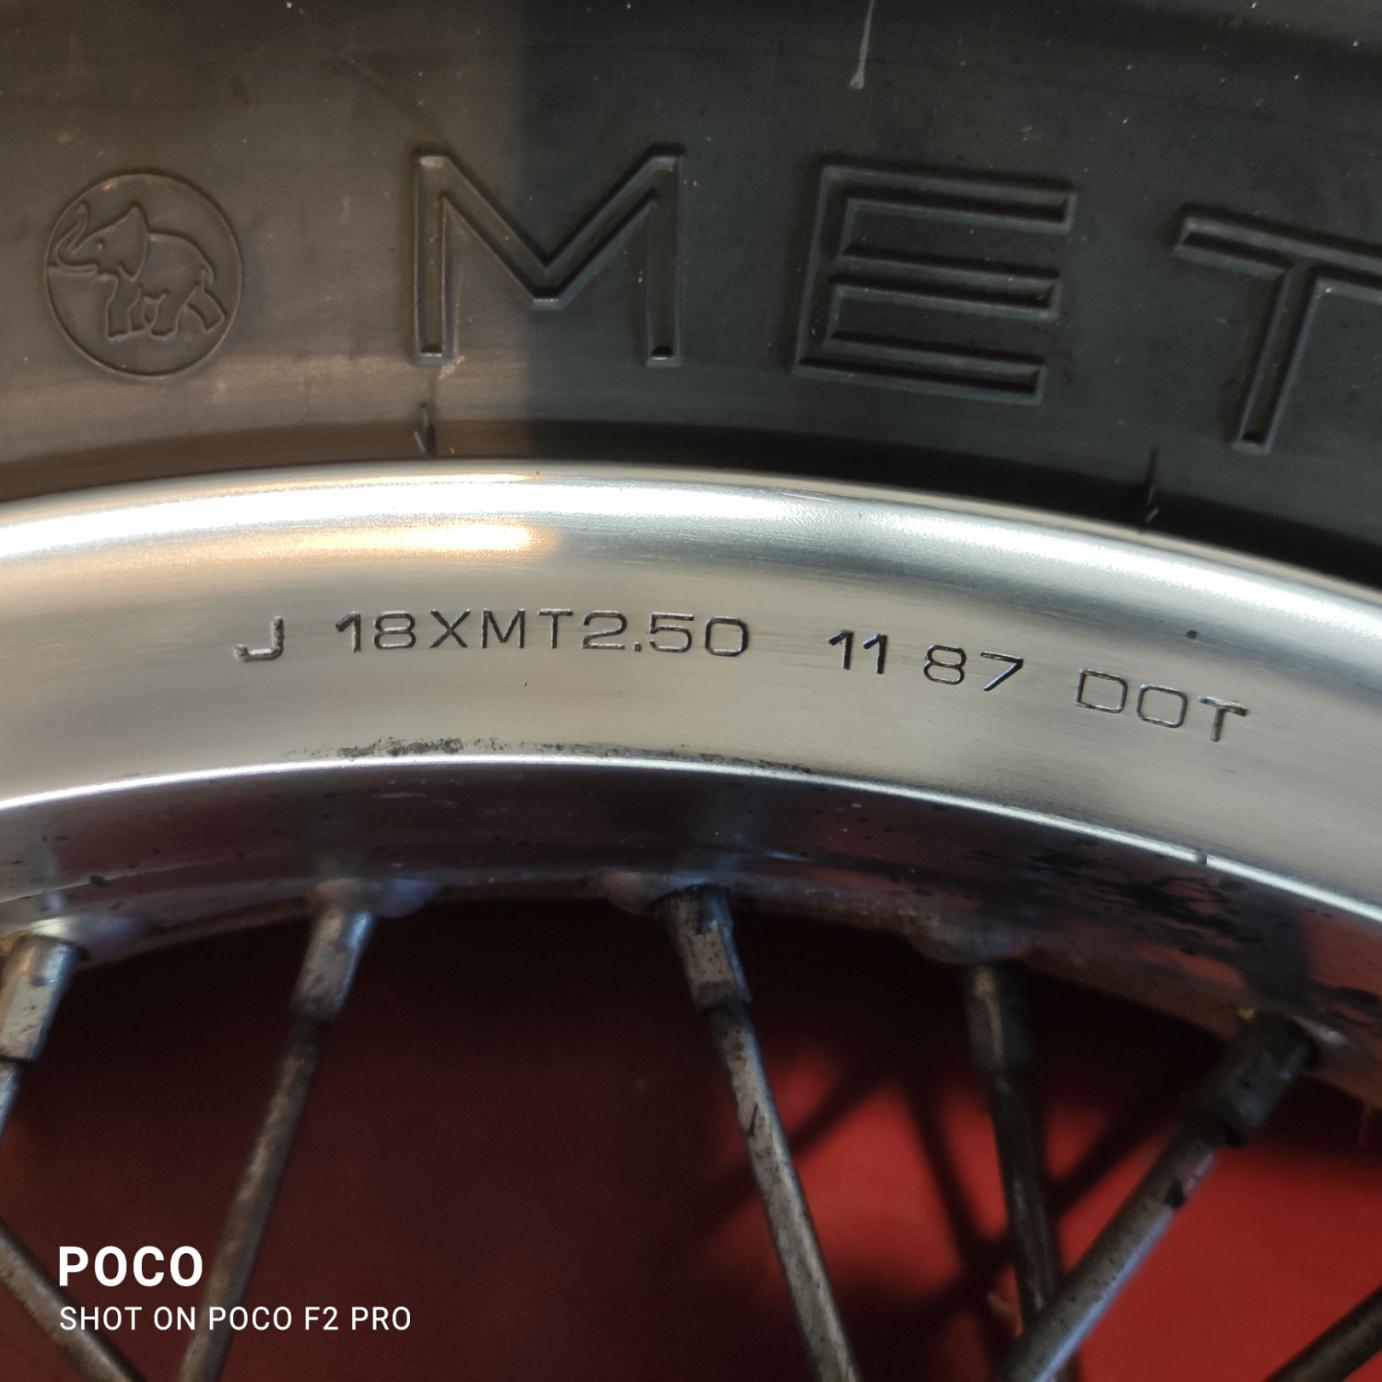 MET
J 18XMT2.50 11 87 DOT
POCO
SHOT ON POCO F2 PRO